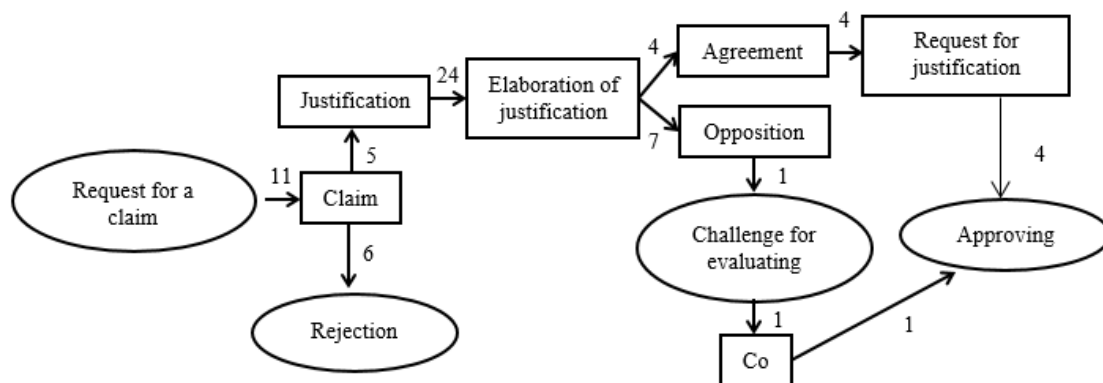 4
Agreement
4
Request for
justification
24
Justification
Elaboration of
justification
7
Opposition
5
1
4
Request for a
claim
11
Claim
Challenge for
evaluating
Approving
6
Rejection
1
Co
1